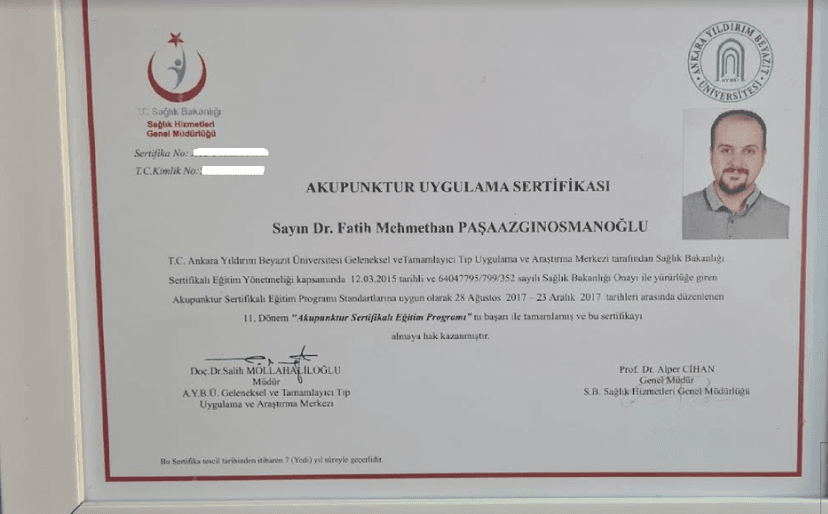 T.C. Sağlık Bakanlığı
Sağlık Hizmetleri
Genel Müdürlüğü
ANKARA YILDIRIM BEYAZIT ÜNİVERSİTESİ
AYBÜ
Sertifika No:
T.C.Kimlik No:
AKUPUNKTUR UYGULAMA SERTİFİKASI
Sayın Dr. Fatih Mehmethan PAŞAAZGINOSMANOĞLU
T.C. Ankara Yıldırım Beyazıt Üniversitesi Geleneksel veTamamlayıcı Tıp Uygulama ve Araştırma Merkezi tarafından Sağlık Bakanlığı
Sertifikalı Eğitim Yönetmeliği kapsamında 12.03.2015 tarihli ve 64047795/799/352 sayılı Sağlık Bakanlığı Onayı ile yürürlüğe giren
Akupunktur Sertifikalı Eğitim Programı Standartlarına uygun olarak 28 Ağustos 2017 – 23 Aralık 2017 tarihleri arasında düzenlenen
11. Dönem "Akupunktur Sertifikalı Eğitim Programı"nı başarı ile tamamlamış ve bu sertifikayı
almaya hak kazanmıştır.
Doç.Dr.Salih MOLLAHALİLOĞLU
Müdür
A.Y.B.Ü. Geleneksel ve Tamamlayıcı Tıp
Uygulama ve Araştırma Merkezi
Prof. Dr. Alper CİHAN
Genel Müdür
S.B. Sağlık Hizmetleri Genel Müdürlüğü
Bu Sertifika tescil tarihinden itibaren 7 (Yedi) yıl süreyle geçerlidir.